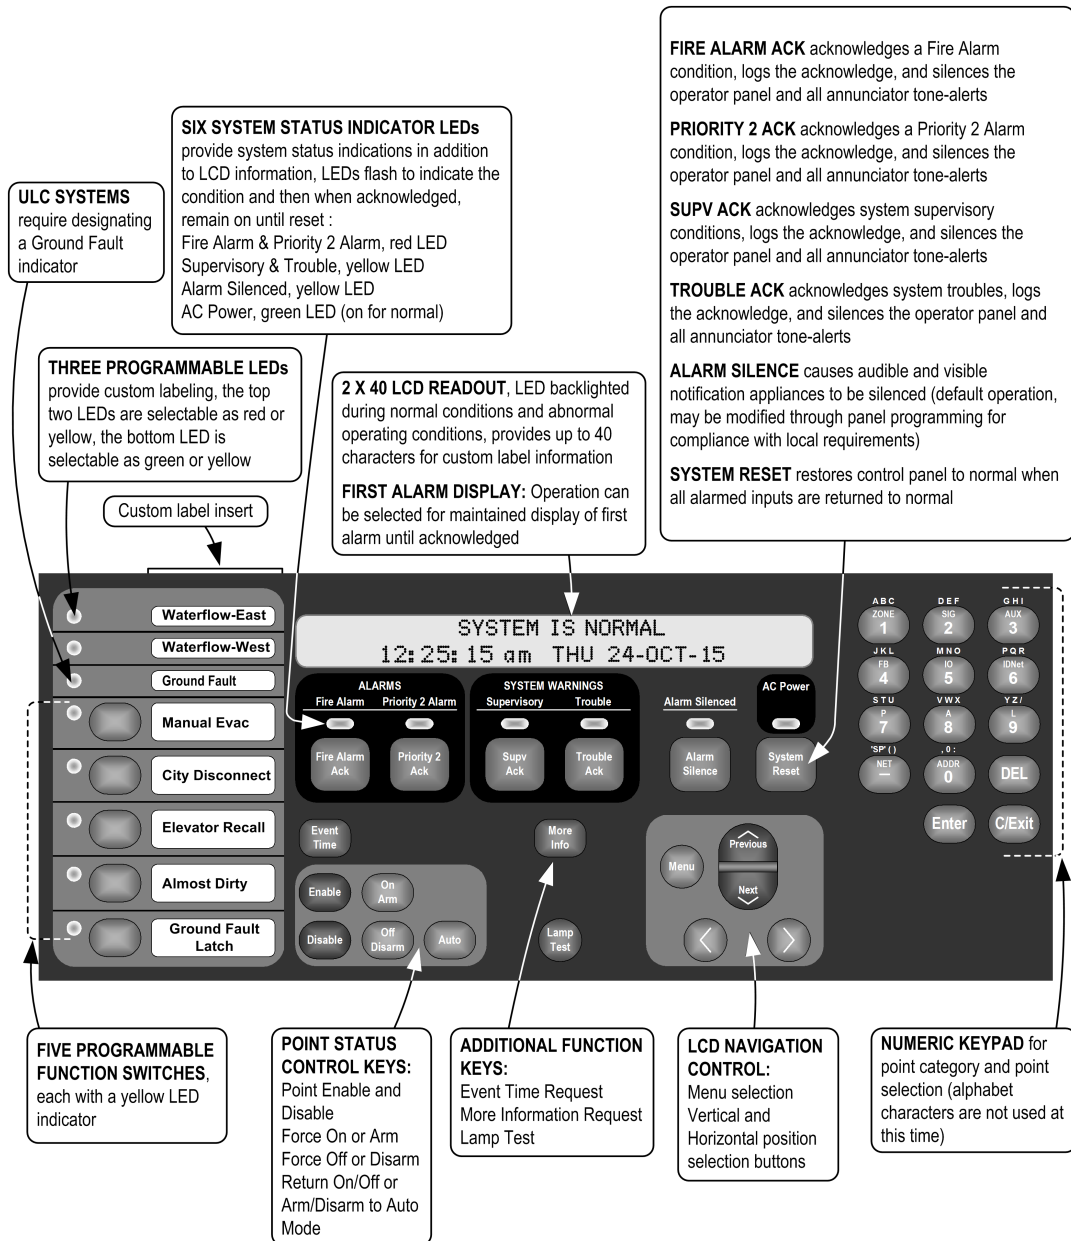 FIRE ALARM ACK acknowledges a Fire Alarm
condition, logs the acknowledge, and silences the
operator panel and all annunciator tone-alerts
PRIORITY 2 ACK acknowledges a Priority 2 Alarm
condition, logs the acknowledge, and silences the
operator panel and all annunciator tone-alerts
SUPV ACK acknowledges system supervisory
conditions, logs the acknowledge, and silences the
operator panel and all annunciator tone-alerts
TROUBLE ACK acknowledges system troubles, logs
the acknowledge, and silences the operator panel and
all annunciator tone-alerts
ALARM SILENCE causes audible and visible
notification appliances to be silenced (default operation,
may be modified through panel programming for
compliance with local requirements)
SYSTEM RESET restores control panel to normal when
all alarmed inputs are returned to normal
SIX SYSTEM STATUS INDICATOR LEDs
provide system status indications in addition
to LCD information, LEDs flash to indicate the
condition and then when acknowledged,
remain on until reset :
Fire Alarm & Priority 2 Alarm, red LED
Supervisory & Trouble, yellow LED
Alarm Silenced, yellow LED
AC Power, green LED (on for normal)
ULC SYSTEMS
require designating
a Ground Fault
indicator
THREE PROGRAMMABLE LEDs
provide custom labeling, the top
two LEDs are selectable as red or
yellow, the bottom LED is
selectable as green or yellow
2 X 40 LCD READOUT, LED backlighted
during normal conditions and abnormal
operating conditions, provides up to 40
characters for custom label information
FIRST ALARM DISPLAY: Operation can
be selected for maintained display of first
alarm until acknowledged
Custom label insert
Waterflow-East
Waterflow-West
Ground Fault
Manual Evac
City Disconnect
Elevator Recall
Almost Dirty
Ground Fault
Latch
SYSTEM IS NORMAL
12:25:15 am THU 24-OCT-15
ALARMS
Fire Alarm Priority 2 Alarm
SYSTEM WARNINGS
Supervisory Trouble
Alarm Silenced
AC Power
Fire Alarm
Ack
Priority 2
Ack
Supv
Ack
Trouble
Ack
Alarm
Silence
System
Reset
Event
Time
More
Info
Enable
On
Arm
Disable
Off
Disarm
Auto
Lamp
Test
Menu
Previous
Next
ABC DEF GHI
ZONE SIG AUX
1 2 3
JKL MNO PQR
FB IO IDNet
4 5 6
STU VWX YZ/
P A L
7 8 9
'SP' ( ) , 0 :
NET ADDR
– 0 DEL
Enter C/Exit
FIVE PROGRAMMABLE
FUNCTION SWITCHES,
each with a yellow LED
indicator
POINT STATUS
CONTROL KEYS:
Point Enable and
Disable
Force On or Arm
Force Off or Disarm
Return On/Off or
Arm/Disarm to Auto
Mode
ADDITIONAL FUNCTION
KEYS:
Event Time Request
More Information Request
Lamp Test
LCD NAVIGATION
CONTROL:
Menu selection
Vertical and
Horizontal position
selection buttons
NUMERIC KEYPAD for
point category and point
selection (alphabet
characters are not used at
this time)